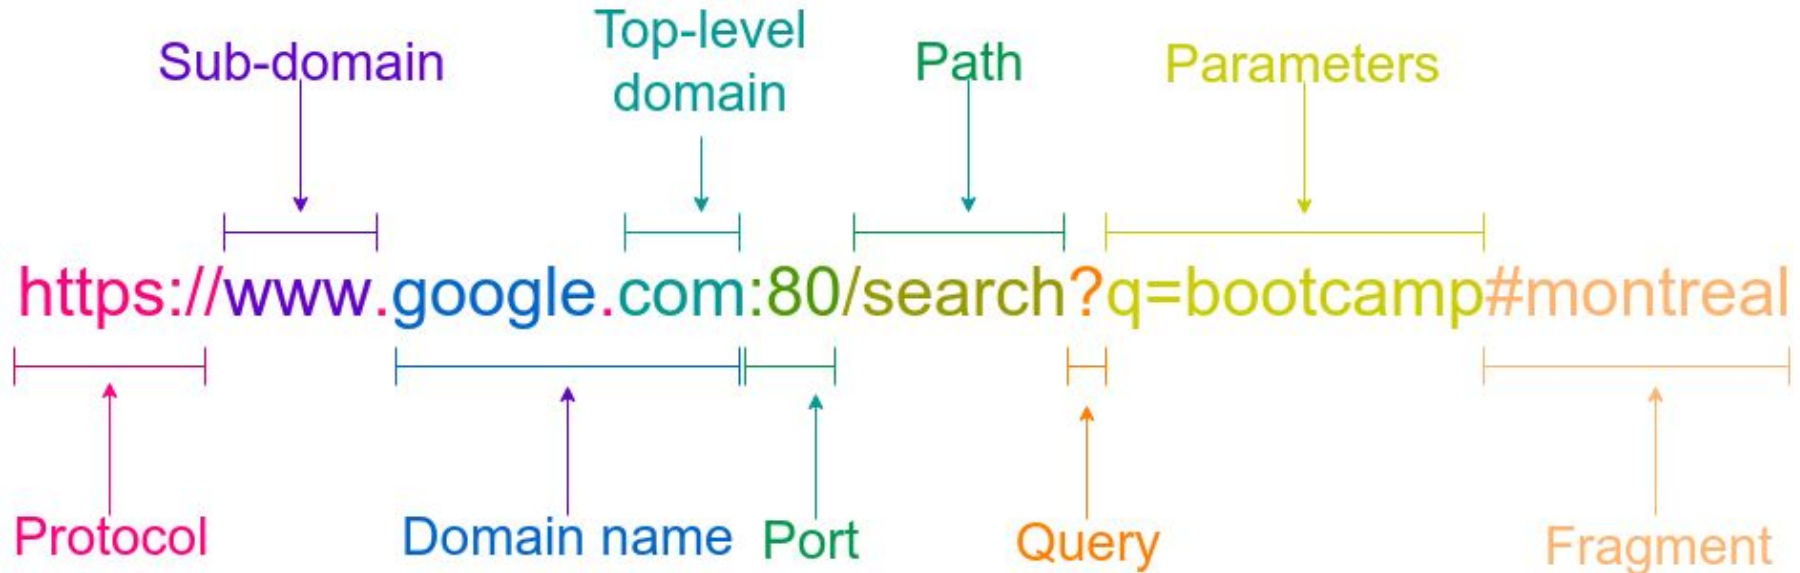 Sub-domain
Top-level
domain
Path
Parameters
https://www.google.com:80/search?q=bootcamp#montreal
Protocol
Domain name
Port
Query
Fragment